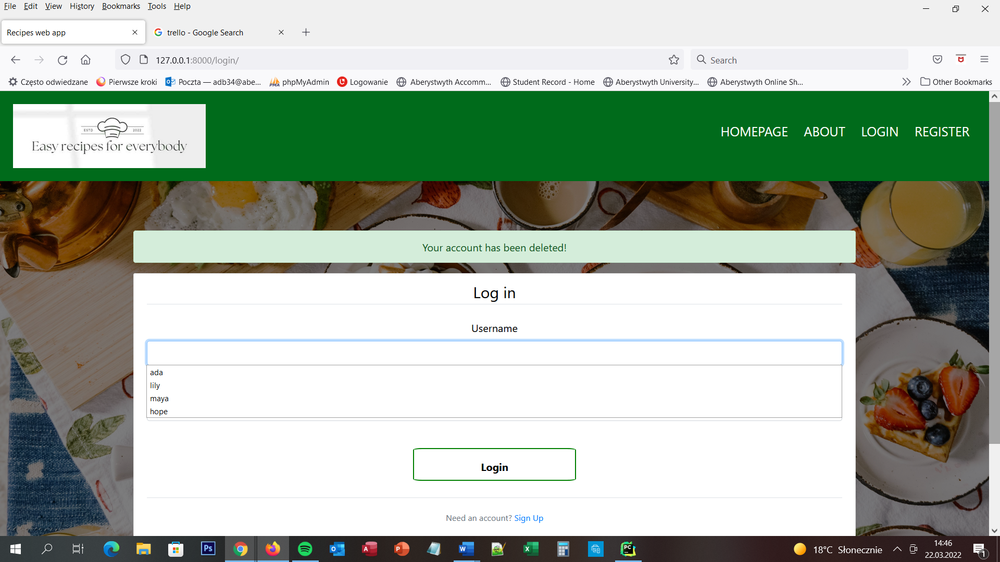 File Edit View History Bookmarks Tools Help
Recipes web app
trello - Google Search
127.0.0.1:8000/login/
Search
Często odwiedzane
Pierwsze kroki
Poczta — adb34@abe...
phpMyAdmin
Logowanie
Aberystwyth Accomm...
Student Record - Home
Aberystwyth University...
Aberystwyth Online Sh...
Other Bookmarks
ESTD 2022
Easy recipes for everybody
HOMEPAGE ABOUT LOGIN REGISTER
Your account has been deleted!
Log in
Username
ada
lily
maya
hope
Login
Need an account? Sign Up
18°C Słonecznie
14:46
22.03.2022
1